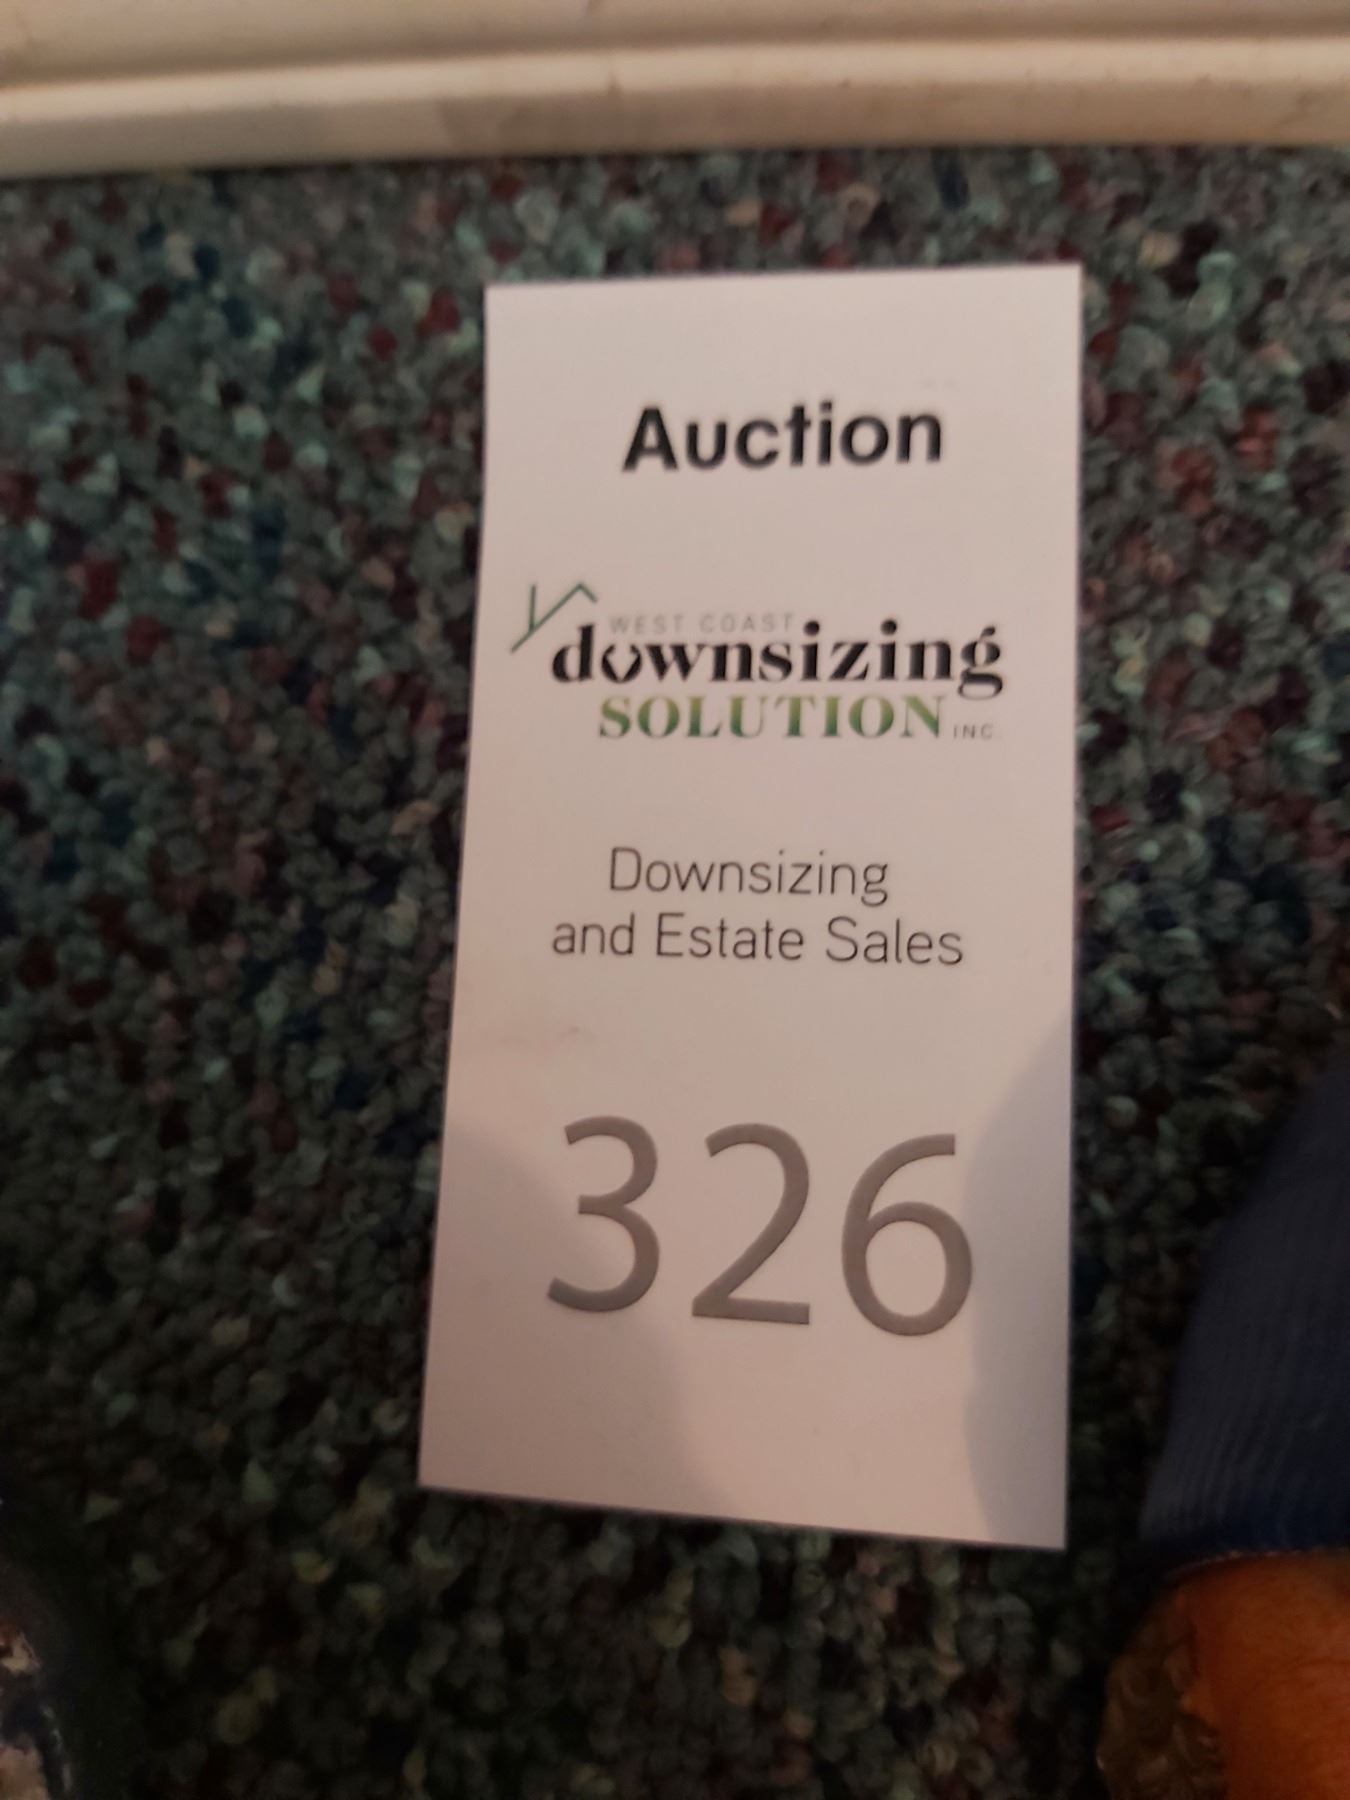 Auction
WEST COAST
downsizing
SOLUTION INC.
Downsizing
and Estate Sales
326